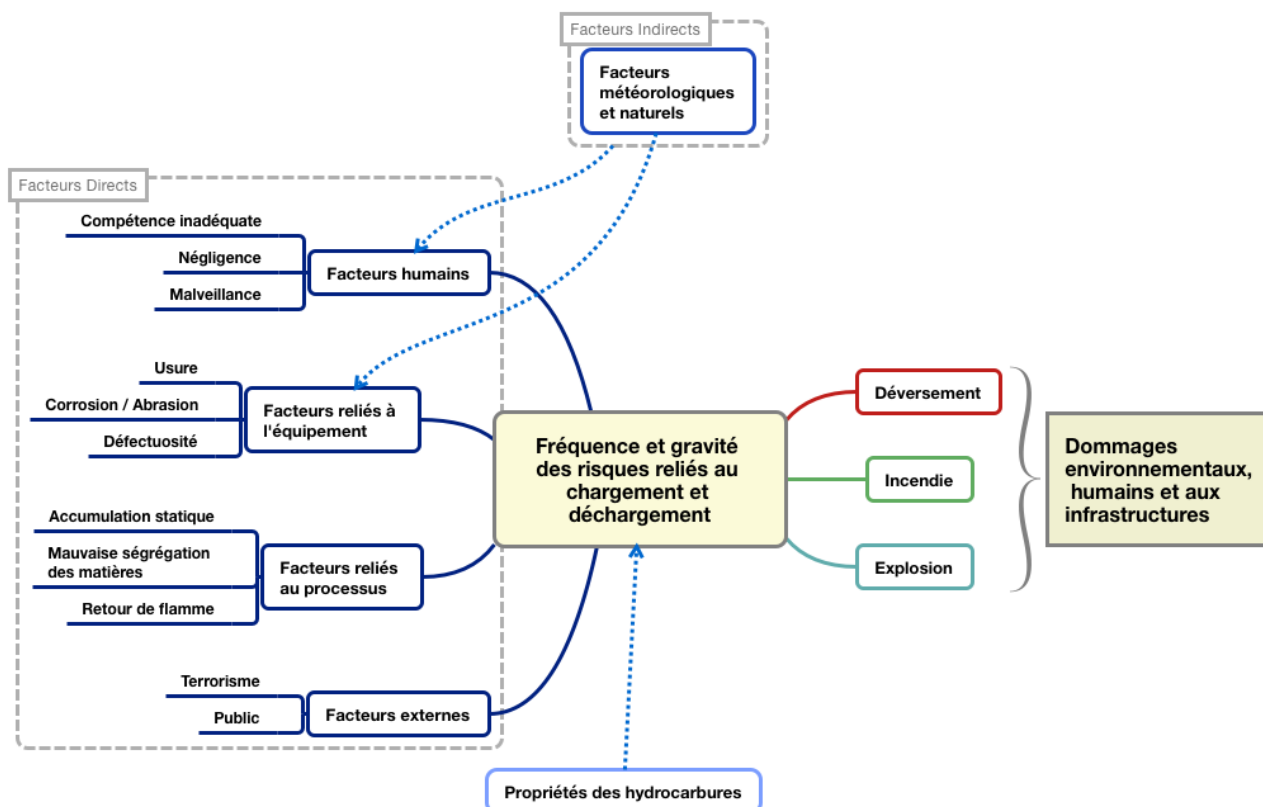 Facteurs Indirects
Facteurs
météorologiques
et naturels
Facteurs Directs
Compétence inadéquate
Négligence
Malveillance
Facteurs humains
Usure
Corrosion / Abrasion
Défectuosité
Facteurs reliés à
l'équipement
Accumulation statique
Mauvaise ségrégation
des matières
Retour de flamme
Facteurs reliés
au processus
Terrorisme
Public
Facteurs externes
Fréquence et gravité
des risques reliés au
chargement et
déchargement
Propriétés des hydrocarbures
Déversement
Incendie
Explosion
Dommages
environnementaux,
humains et aux
infrastructures